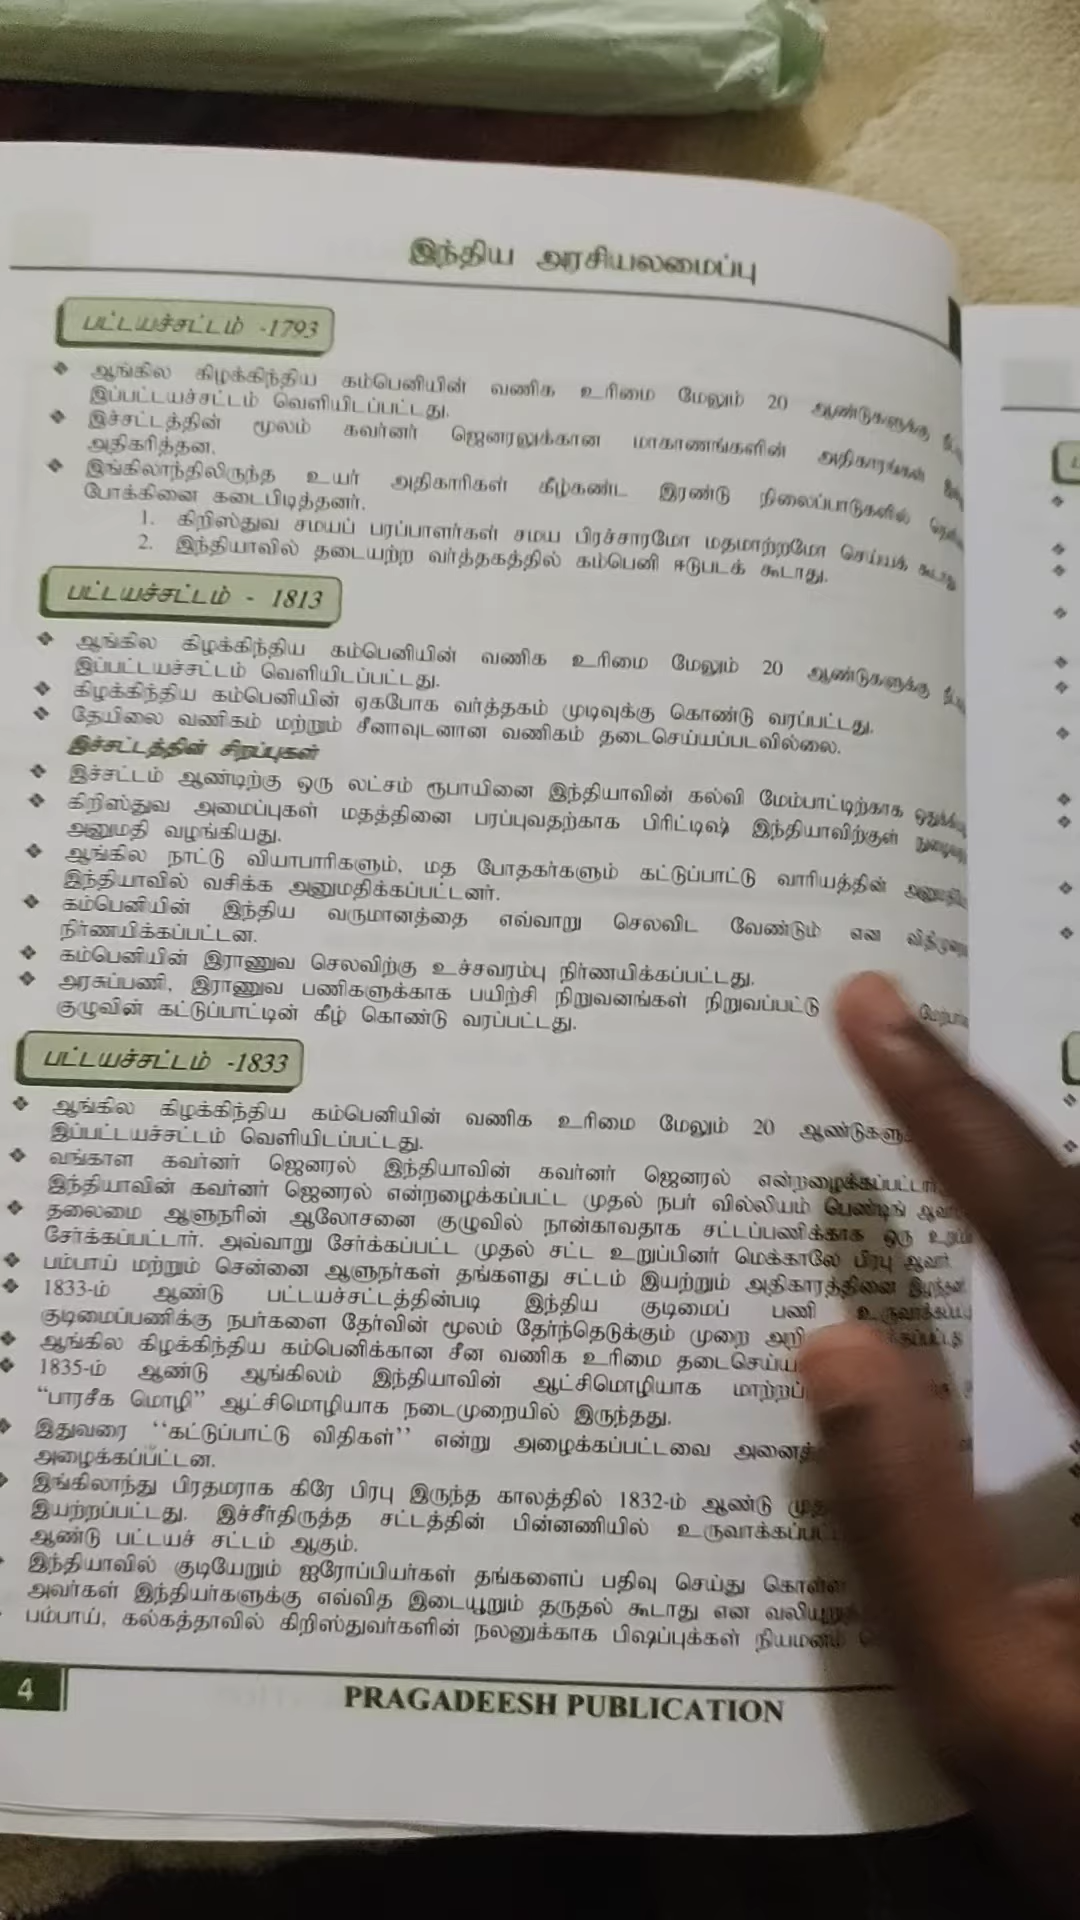 இந்திய அரசியலமைப்பு
பட்டயச்சட்டம் -1793
❖ ஆங்கில கிழக்கிந்திய கம்பெனியின் வணிக உரிமை மேலும் 20 ஆண்டுகளுக்கு
இப்பட்டயச்சட்டம் வெளியிடப்பட்டது.
❖ இச்சட்டத்தின் மூலம் கவர்னர் ஜெனரலுக்கான மாகாணங்களின் அதிகாரங்கள்
அதிகரித்தன.
❖ இங்கிலாந்திலிருந்த உயர் அதிகாரிகள் கீழ்கண்ட இரண்டு நிலைப்பாடுகளில்
போக்கினை கடைபிடித்தனர்.
1. கிறிஸ்துவ சமயப் பரப்பாளர்கள் சமய பிரச்சாரமோ மதமாற்றமோ செய்யக் கூடாது
2. இந்தியாவில் தடையற்ற வர்த்தகத்தில் கம்பெனி ஈடுபடக் கூடாது.
பட்டயச்சட்டம் - 1813
❖ ஆங்கில கிழக்கிந்திய கம்பெனியின் வணிக உரிமை மேலும் 20 ஆண்டுகளுக்கு
இப்பட்டயச்சட்டம் வெளியிடப்பட்டது.
❖ கிழக்கிந்திய கம்பெனியின் ஏகபோக வர்த்தகம் முடிவுக்கு கொண்டு வரப்பட்டது.
❖ தேயிலை வணிகம் மற்றும் சீனாவுடனான வணிகம் தடைசெய்யப்படவில்லை.
இச்சட்டத்தின் சிறப்புகள்
❖ இச்சட்டம் ஆண்டிற்கு ஒரு லட்சம் ரூபாயினை இந்தியாவின் கல்வி மேம்பாட்டிற்காக
❖ கிறிஸ்துவ அமைப்புகள் மதத்தினை பரப்புவதற்காக பிரிட்டிஷ் இந்தியாவிற்குள்
அனுமதி வழங்கியது.
❖ ஆங்கில நாட்டு வியாபாரிகளும், மத போதகர்களும் கட்டுப்பாட்டு வாரியத்தின்
இந்தியாவில் வசிக்க அனுமதிக்கப்பட்டனர்.
❖ கம்பெனியின் இந்திய வருமானத்தை எவ்வாறு செலவிட வேண்டும் என
நிர்ணயிக்கப்பட்டன.
❖ கம்பெனியின் இராணுவ செலவிற்கு உச்சவரம்பு நிர்ணயிக்கப்பட்டது.
❖ அரசுப்பணி, இராணுவ பணிகளுக்காக பயிற்சி நிறுவனங்கள் நிறுவப்பட்டு
குழுவின் கட்டுப்பாட்டின் கீழ் கொண்டு வரப்பட்டது.
பட்டயச்சட்டம் -1833
❖ ஆங்கில கிழக்கிந்திய கம்பெனியின் வணிக உரிமை மேலும் 20
இப்பட்டயச்சட்டம் வெளியிடப்பட்டது.
❖ வங்காள கவர்னர் ஜெனரல் இந்தியாவின் கவர்னர் ஜெனரல் என்றழைக்கப்பட்டார்.
இந்தியாவின் கவர்னர் ஜெனரல் என்றழைக்கப்பட்ட முதல் நபர் வில்லியம் பெண்டிங்
❖ தலைமை ஆளுநரின் ஆலோசனை குழுவில் நான்காவதாக சட்டப்பணிக்காக ஒரு
சேர்க்கப்பட்டார். அவ்வாறு சேர்க்கப்பட்ட முதல் சட்ட உறுப்பினர் மெக்காலே பிரபு ஆவர்
❖ பம்பாய் மற்றும் சென்னை ஆளுநர்கள் தங்களது சட்டம் இயற்றும் அதிகாரத்தினை
❖ 1833-ம் ஆண்டு பட்டயச்சட்டத்தின்படி இந்திய குடிமைப் பணி
குடிமைப்பணிக்கு நபர்களை தேர்வின் மூலம் தேர்ந்தெடுக்கும் முறை
❖ ஆங்கில கிழக்கிந்திய கம்பெனிக்கான சீன வணிக உரிமை
❖ 1835-ம் ஆண்டு ஆங்கிலம் இந்தியாவின் ஆட்சிமொழியாக
“பாரசீக மொழி” ஆட்சிமொழியாக நடைமுறையில் இருந்தது.
❖ இதுவரை “கட்டுப்பாட்டு விதிகள்” என்று அழைக்கப்பட்டவை
அழைக்கப்பட்டன.
இங்கிலாந்து பிரதமராக கிரே பிரபு இருந்த காலத்தில் 1832-ம் ஆண்டு
இயற்றப்பட்டது. இச்சீர்திருத்த சட்டத்தின் பின்னணியில்
ஆண்டு பட்டயச் சட்டம் ஆகும்.
இந்தியாவில் குடியேறும் ஐரோப்பியர்கள் தங்களைப் பதிவு செய்து
அவர்கள் இந்தியர்களுக்கு எவ்வித இடையூறும் தருதல் கூடாது என
பம்பாய், கல்கத்தாவில் கிறிஸ்துவர்களின் நலனுக்காக பிஷப்புக்கள்
4 PRAGADEESH PUBLICATION